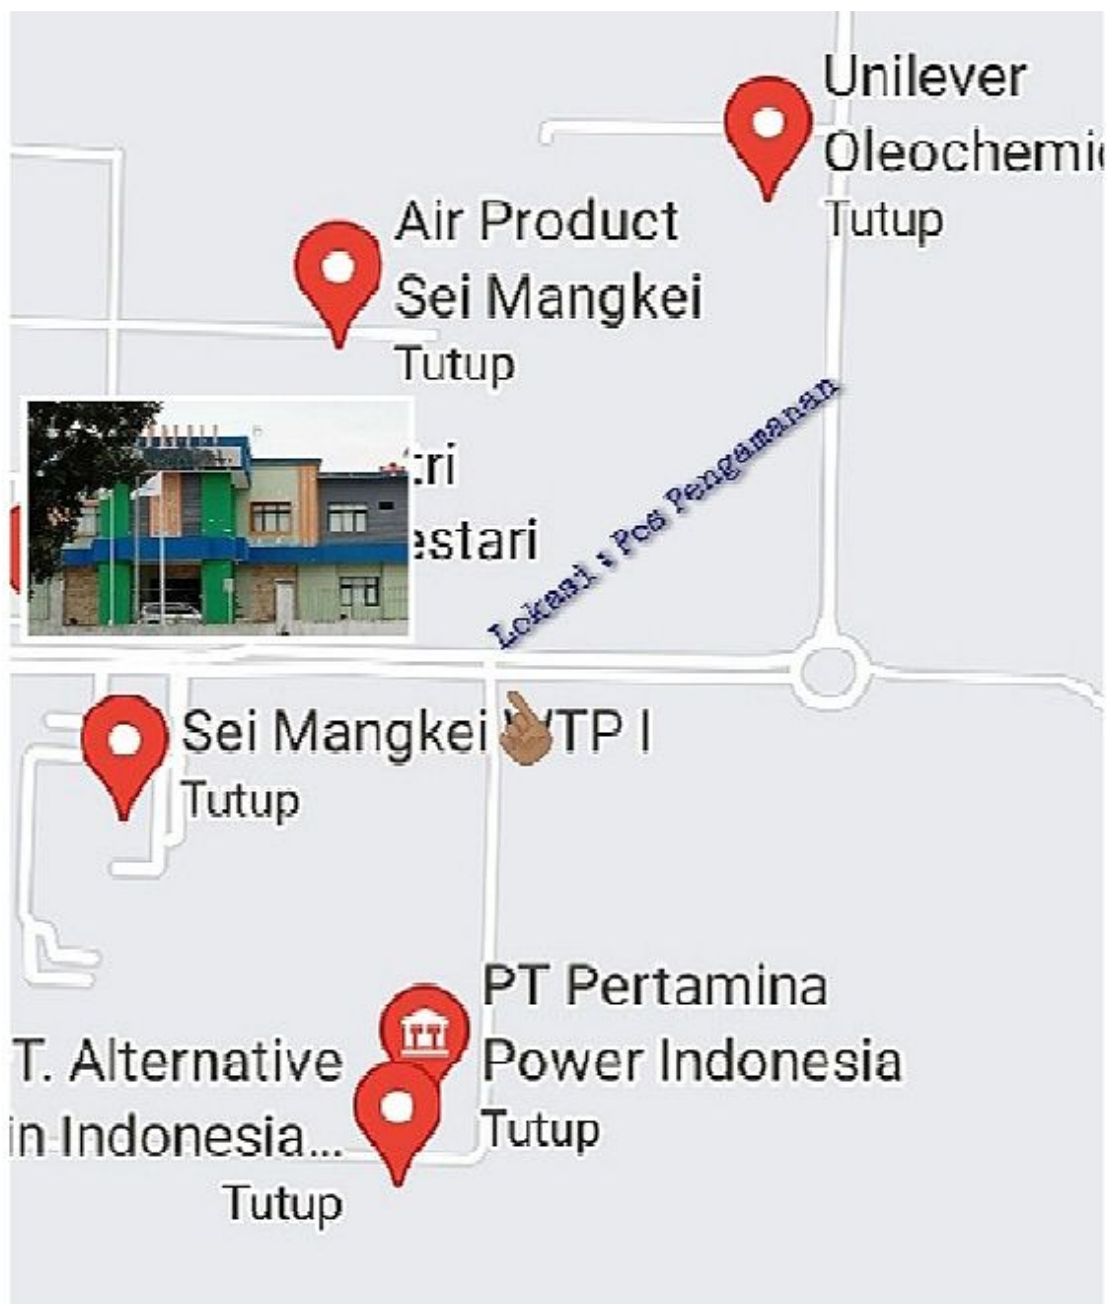 Unilever
Oleochemi
Tutup
Air Product
Sei Mangkei
Tutup
tri
estari
Lokasi : Pos Pengamanan
Sei Mangkei WTP I
Tutup
PT Pertamina
Power Indonesia
Tutup
T. Alternative
in Indonesia...
Tutup